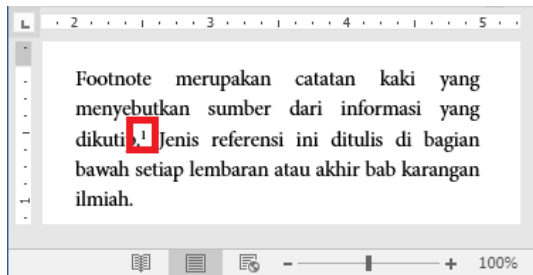 L 2 3 4 5
Footnote merupakan catatan kaki yang
menyebutkan sumber dari informasi yang
dikutip.¹ Jenis referensi ini ditulis di bagian
bawah setiap lembaran atau akhir bab karangan
ilmiah.
1
- + 100%